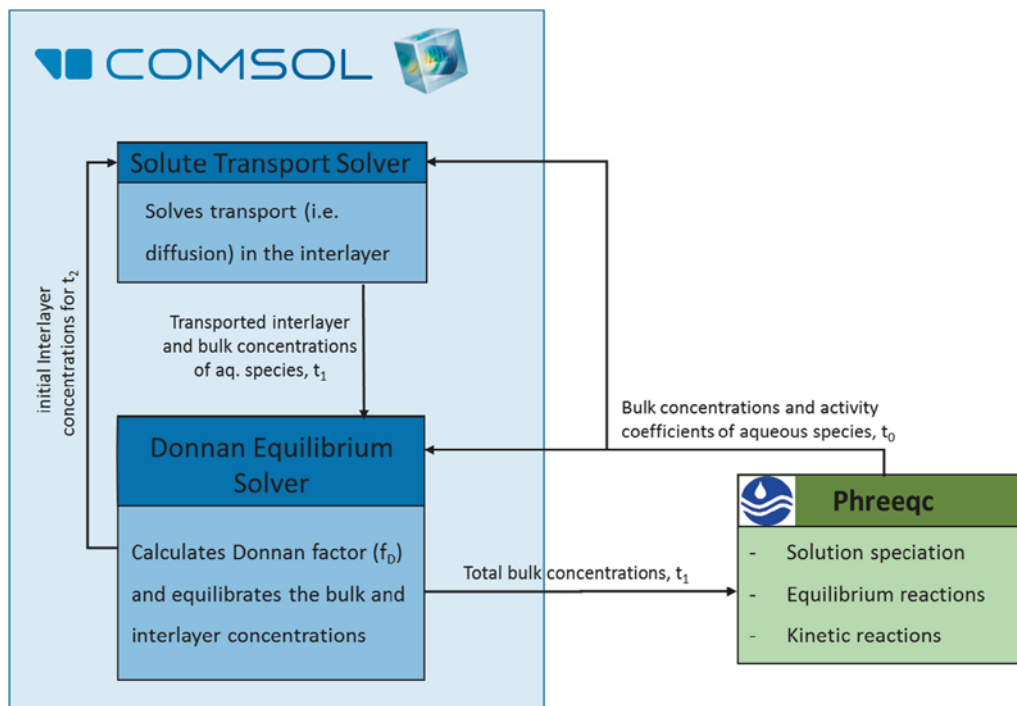 COMSOL
Solute Transport Solver
Solves transport (i.e.
diffusion) in the interlayer
initial Interlayer
concentrations for t₂
Transported interlayer
and bulk concentrations
of aq. species, t₁
Bulk concentrations and activity
coefficients of aqueous species, t₀
Donnan Equilibrium
Solver
Calculates Donnan factor (f_D)
and equilibrates the bulk and
interlayer concentrations
Total bulk concentrations, t₁
Phreeqc
- Solution speciation
- Equilibrium reactions
- Kinetic reactions